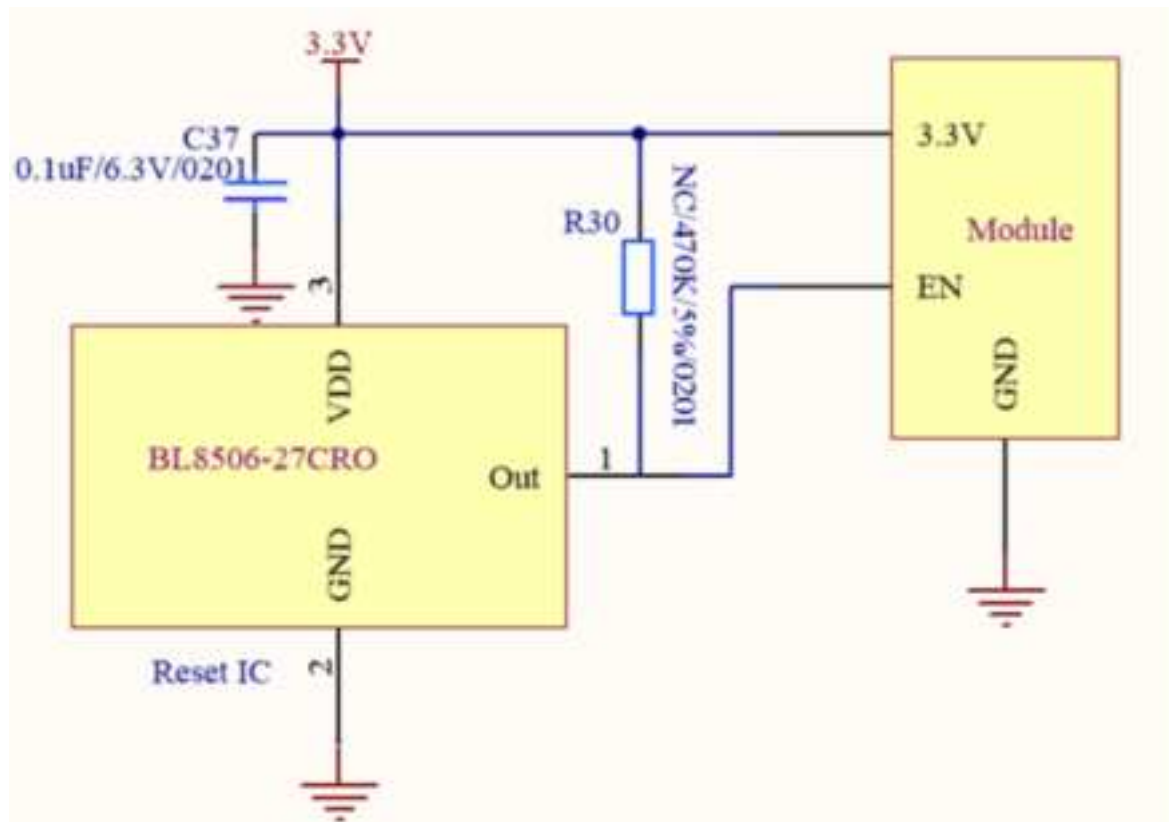 3.3V
C37
0.1uF/6.3V/0201
3.3V
NC/470K/5%/0201
R30
Module
EN
3
GND
VDD
BL8506-27CRO
1
Out
GND
Reset IC
2